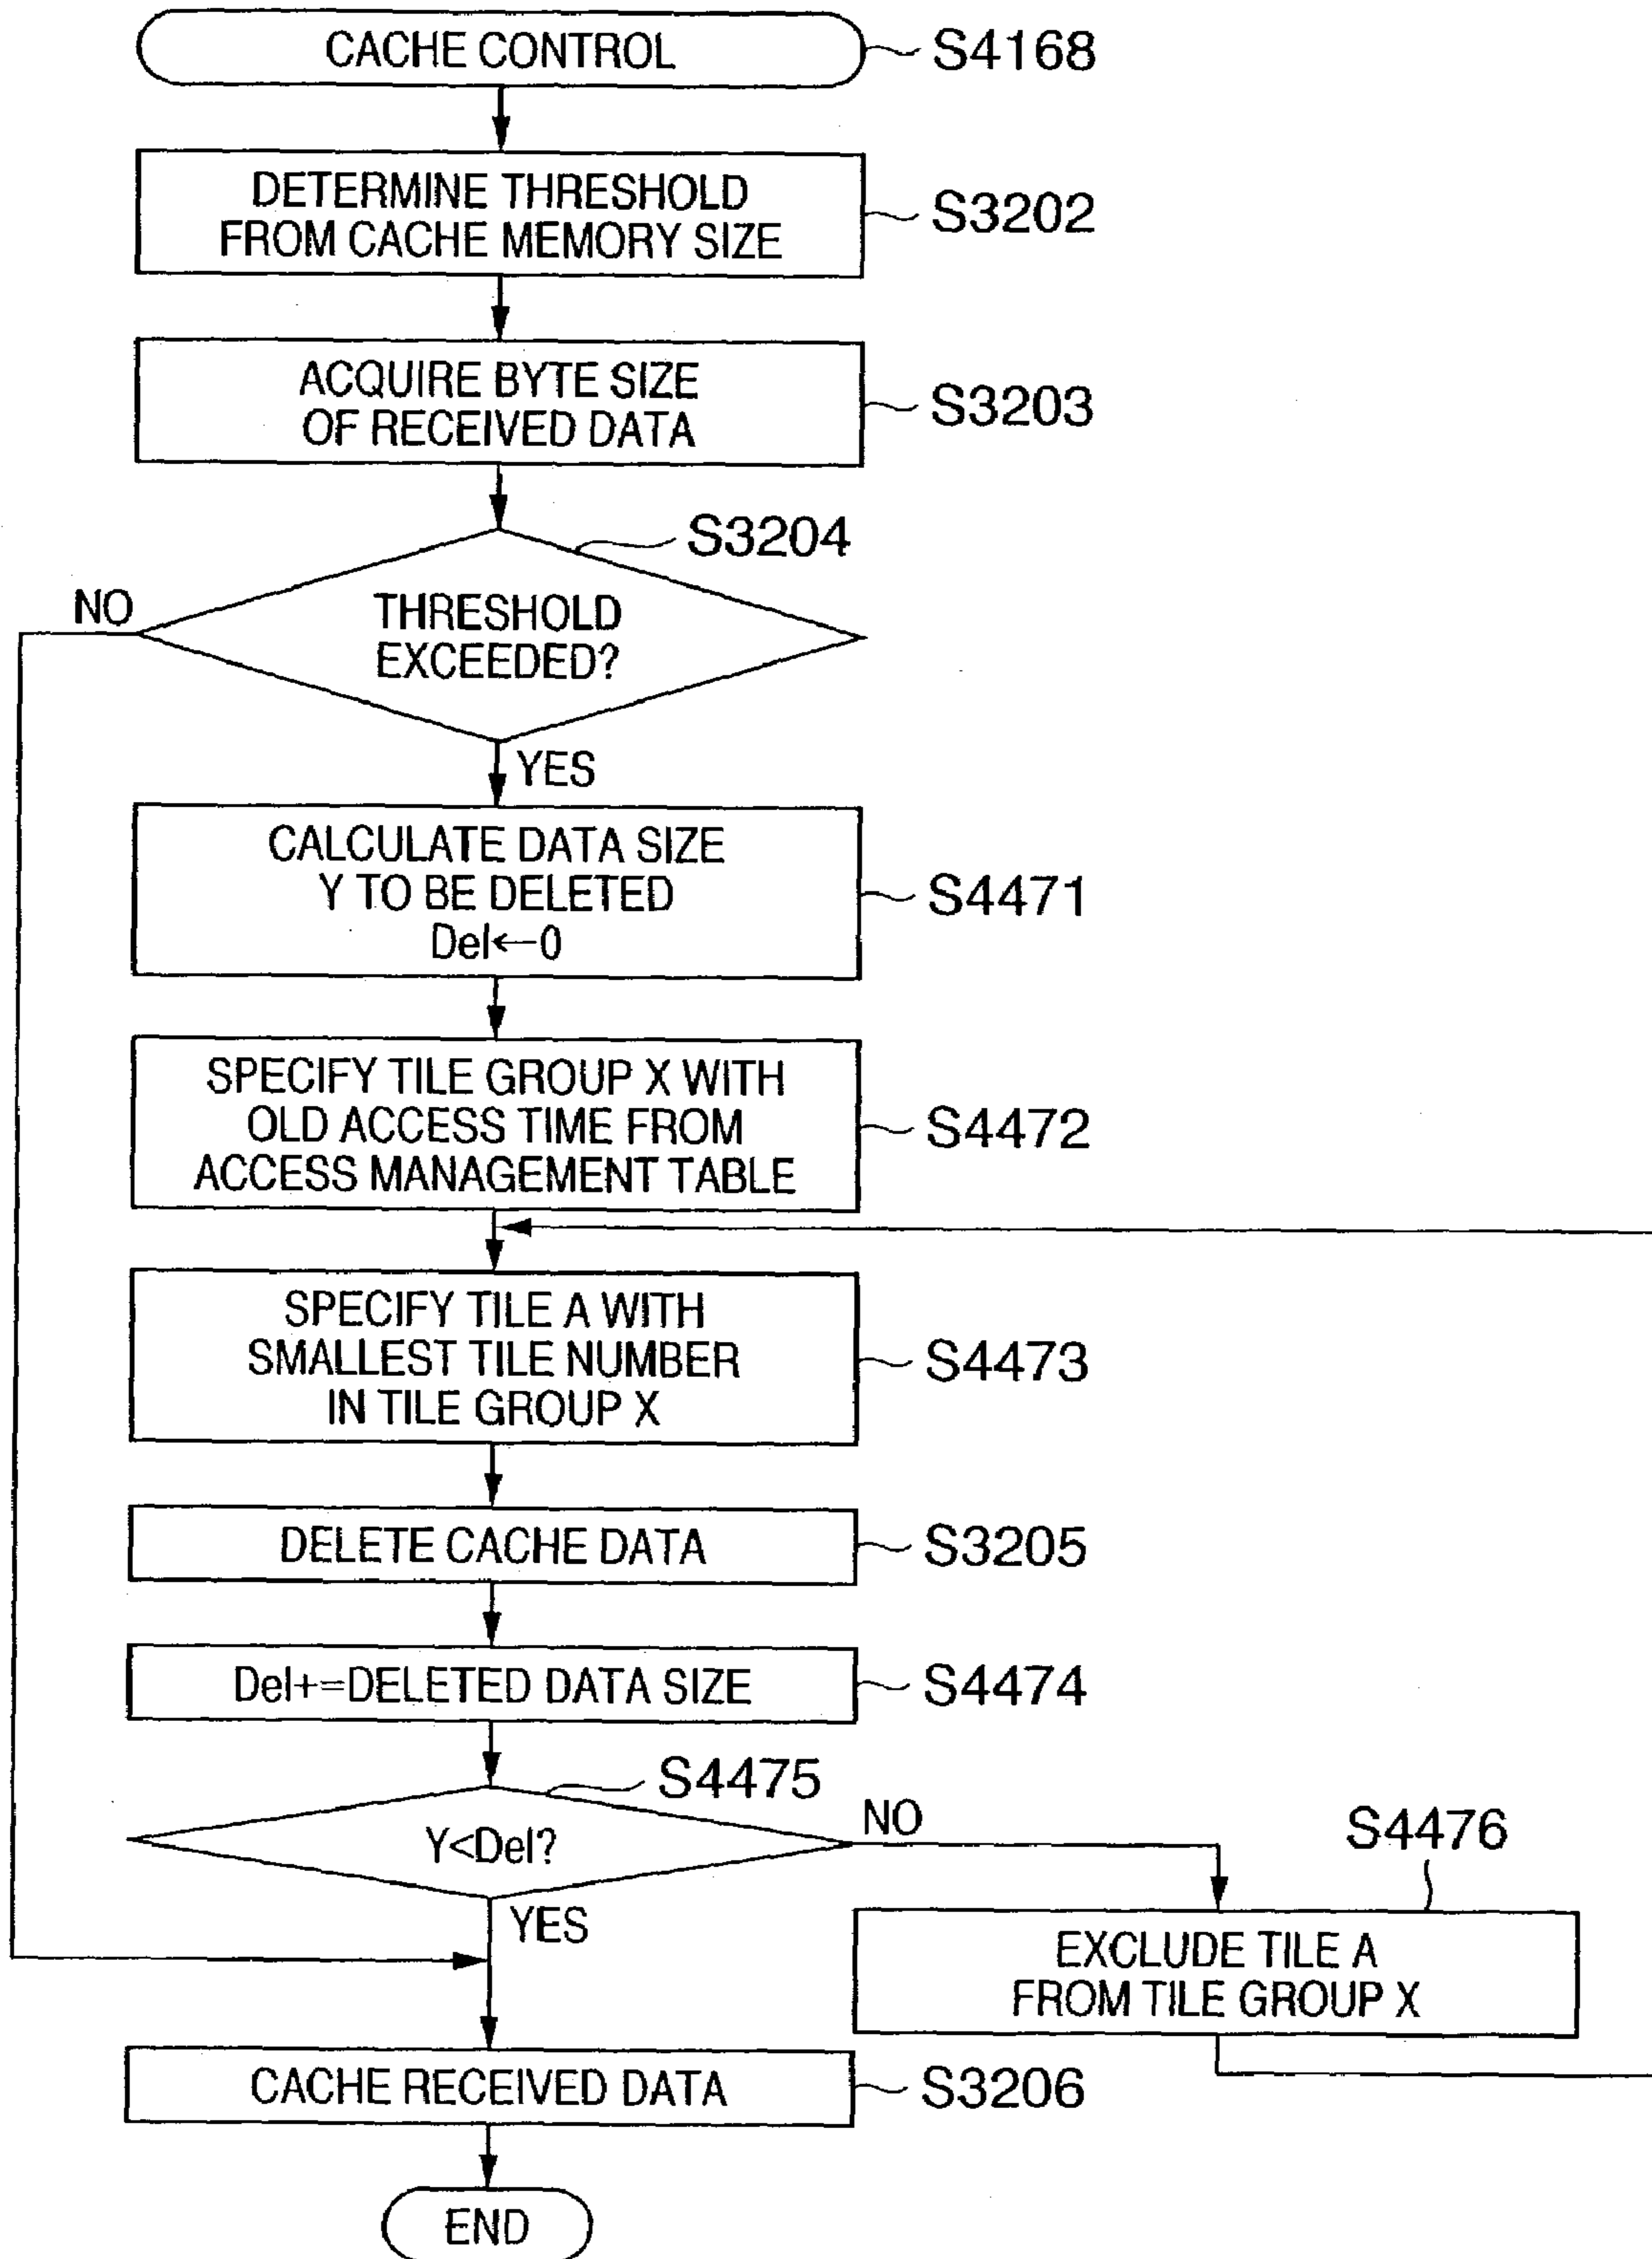 CACHE CONTROL
S4168
DETERMINE THRESHOLD
FROM CACHE MEMORY SIZE
S3202
ACQUIRE BYTE SIZE
OF RECEIVED DATA
S3203
S3204
NO
THRESHOLD
EXCEEDED?
YES
CALCULATE DATA SIZE
Y TO BE DELETED
Del←0
S4471
SPECIFY TILE GROUP X WITH
OLD ACCESS TIME FROM
ACCESS MANAGEMENT TABLE
S4472
SPECIFY TILE A WITH
SMALLEST TILE NUMBER
IN TILE GROUP X
S4473
DELETE CACHE DATA
S3205
Del+=DELETED DATA SIZE
S4474
S4475
Y<Del?
NO
S4476
YES
EXCLUDE TILE A
FROM TILE GROUP X
CACHE RECEIVED DATA
S3206
END